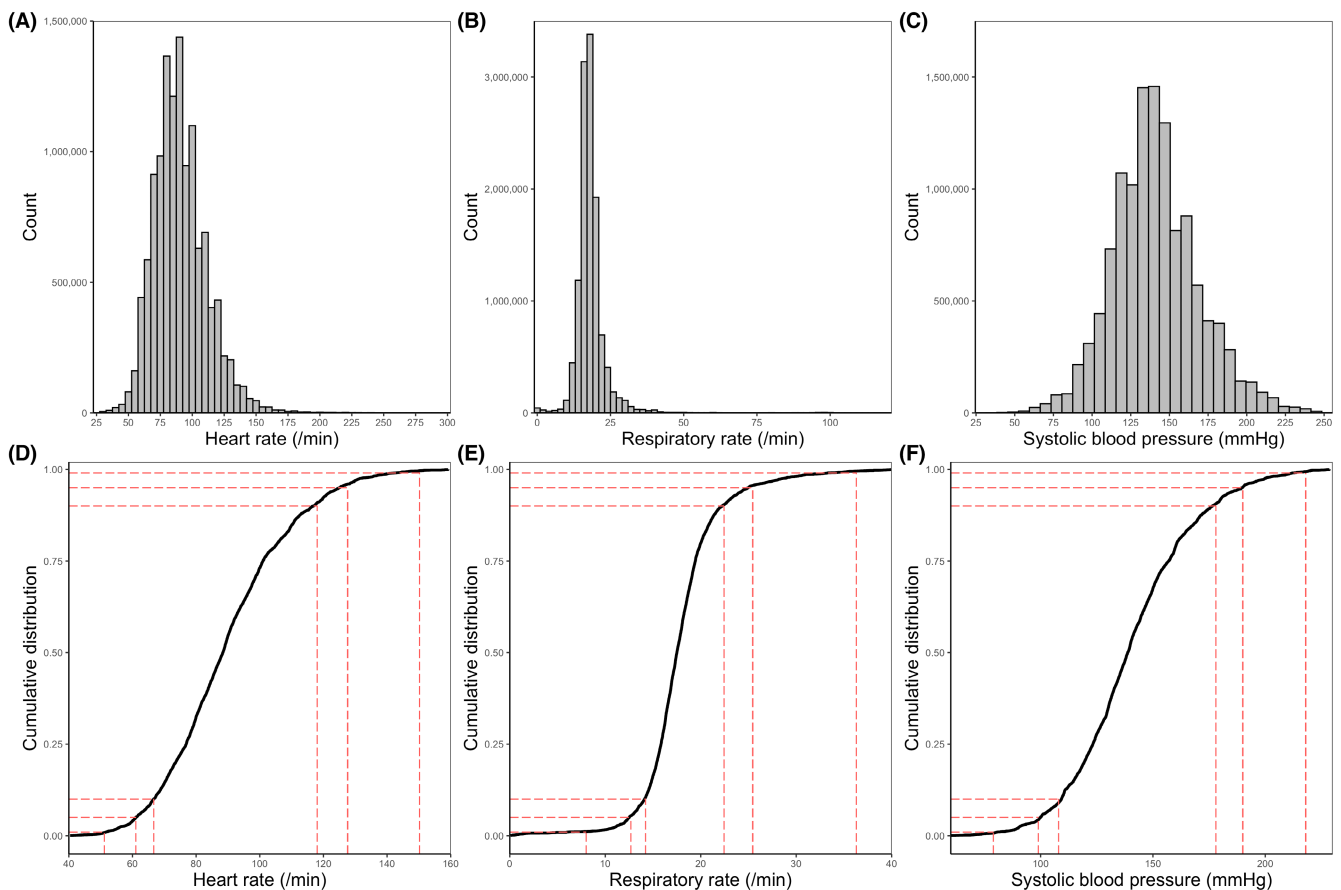 (A)
1,500,000
1,000,000
500,000
0
Count
25 50 75 100 125 150 175 200 225 250 275 300
Heart rate (/min)
(B)
3,000,000
2,000,000
1,000,000
0
Count
0 25 50 75 100
Respiratory rate (/min)
(C)
1,500,000
1,000,000
500,000
0
Count
25 50 75 100 125 150 175 200 225 250
Systolic blood pressure (mmHg)
(D)
1.00
0.75
0.50
0.25
0.00
Cumulative distribution
40 60 80 100 120 140 160
Heart rate (/min)
(E)
1.00
0.75
0.50
0.25
0.00
Cumulative distribution
0 10 20 30 40
Respiratory rate (/min)
(F)
1.00
0.75
0.50
0.25
0.00
Cumulative distribution
100 150 200
Systolic blood pressure (mmHg)